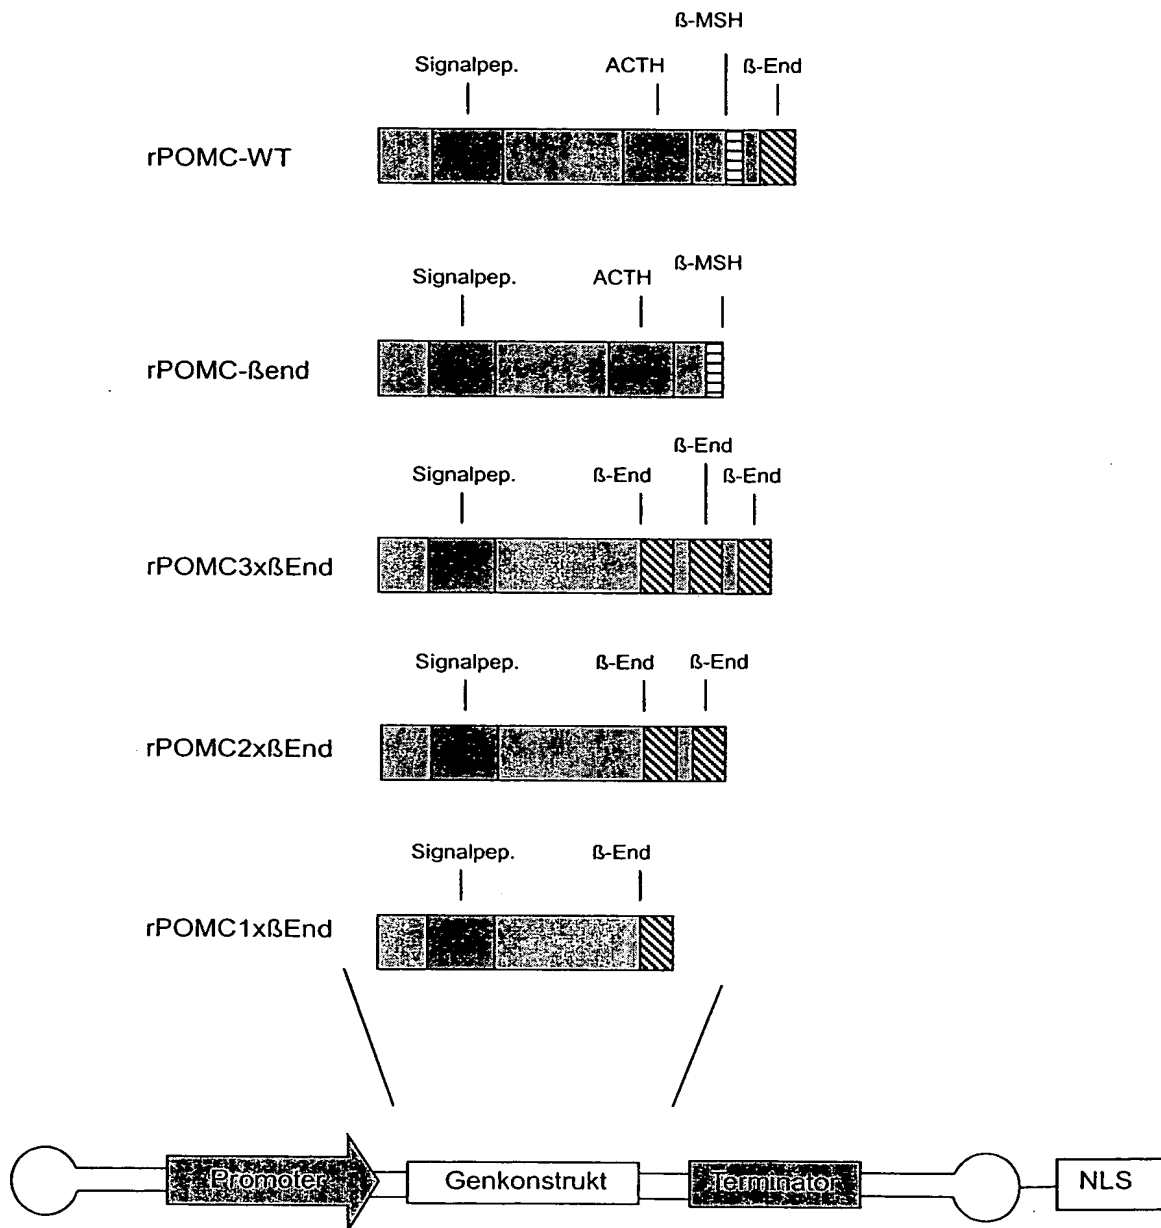 ß-MSH
Signalpep. ACTH ß-End
rPOMC-WT
ß-MSH
Signalpep. ACTH
rPOMC-ßend
ß-End
Signalpep. ß-End ß-End
rPOMC3xßEnd
Signalpep. ß-End ß-End
rPOMC2xßEnd
Signalpep. ß-End
rPOMC1xßEnd
Promoter Genkonstrukt Terminator NLS